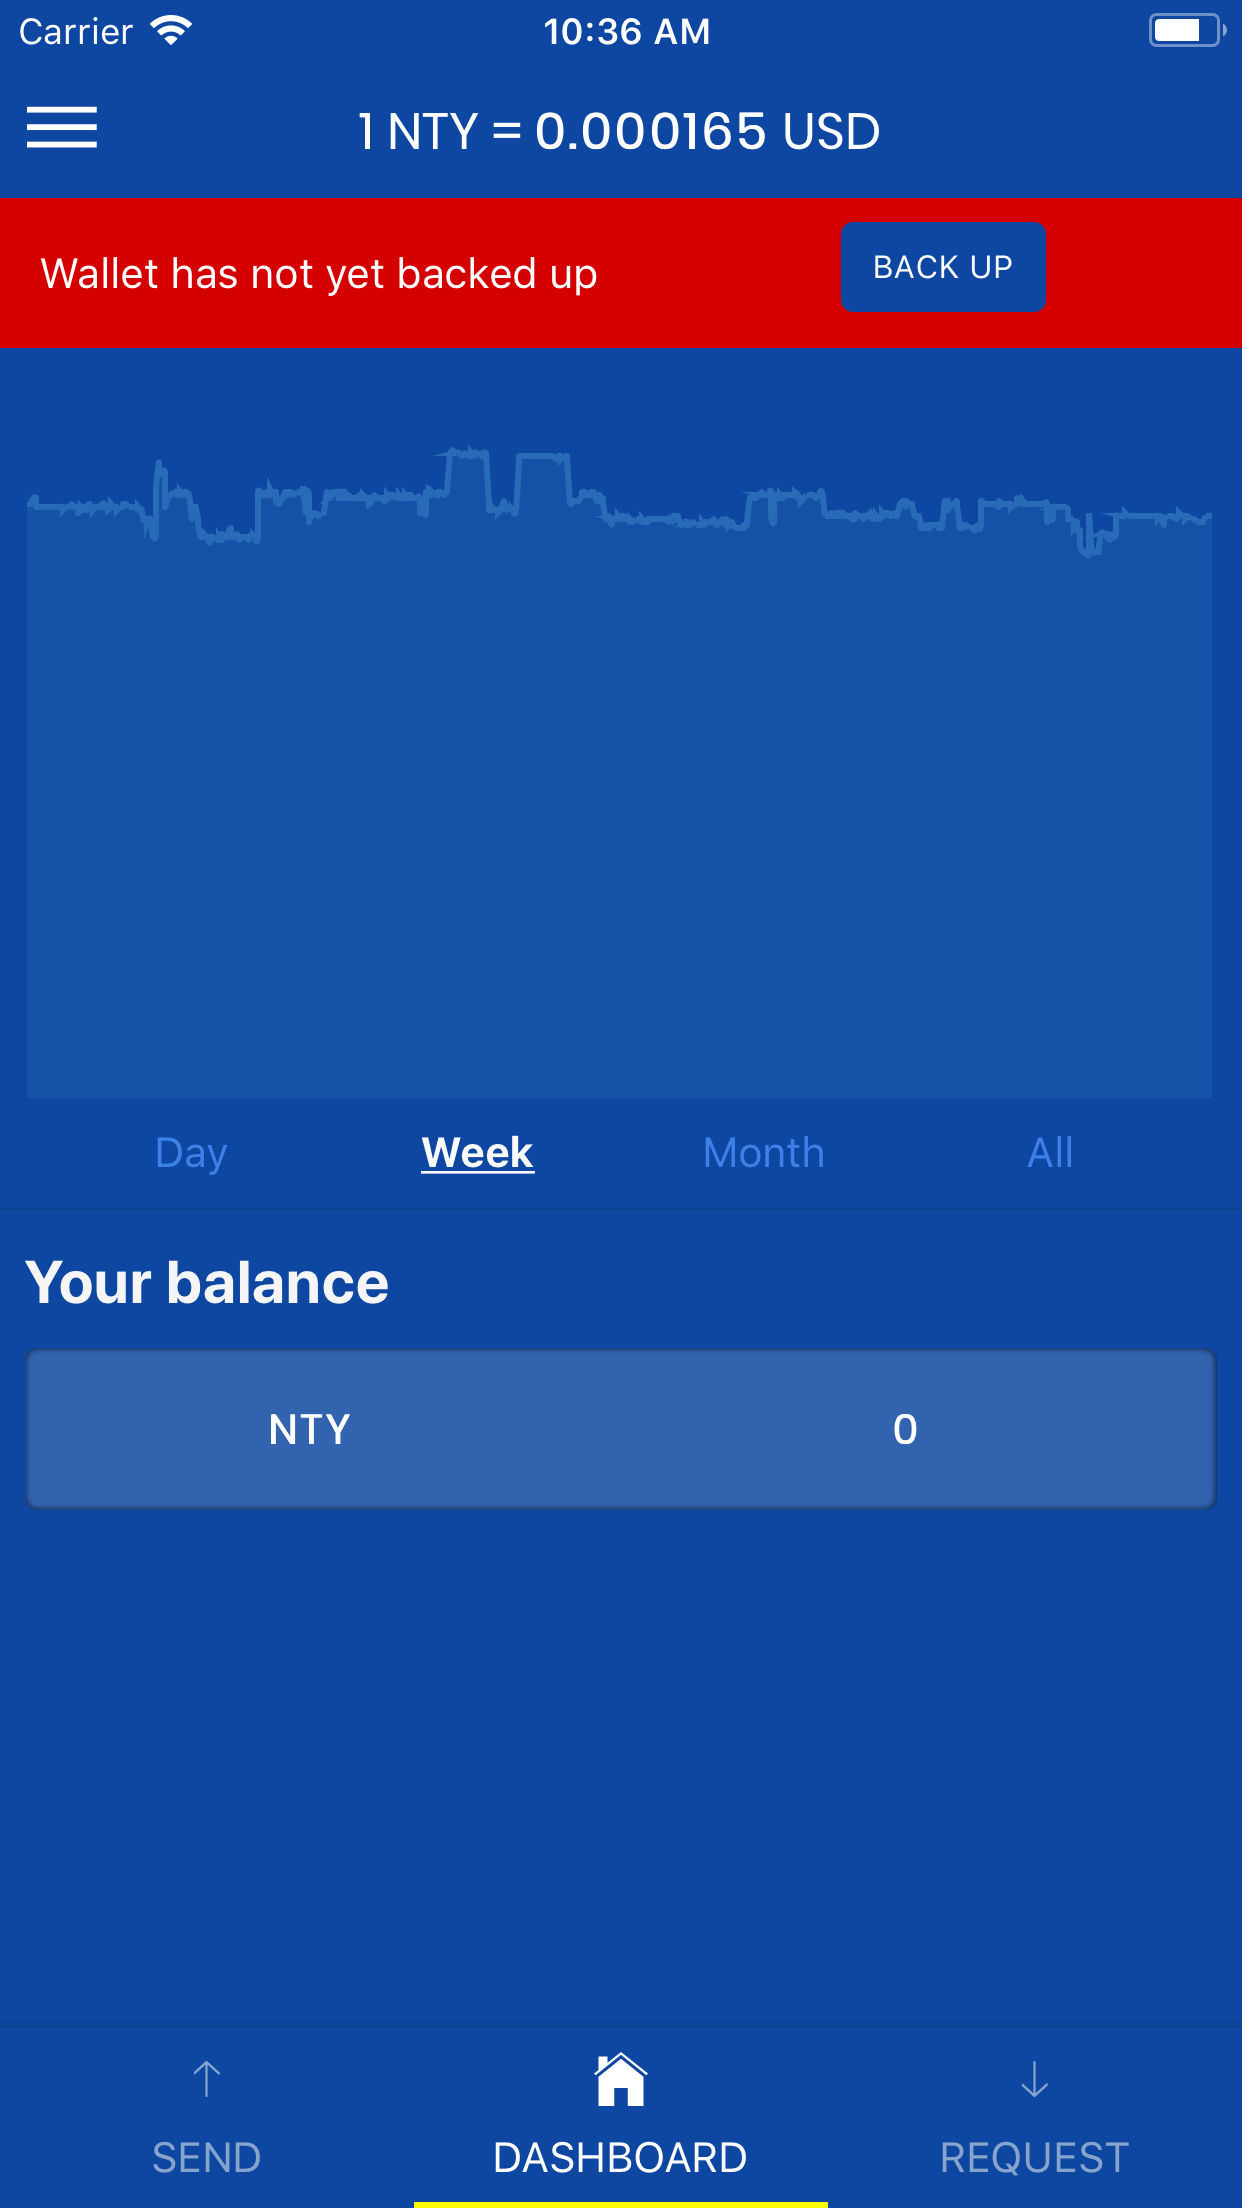 Carrier 10:36 AM
1 NTY = 0.000165 USD
Wallet has not yet backed up BACK UP
Day Week Month All
Your balance
NTY 0
SEND DASHBOARD REQUEST